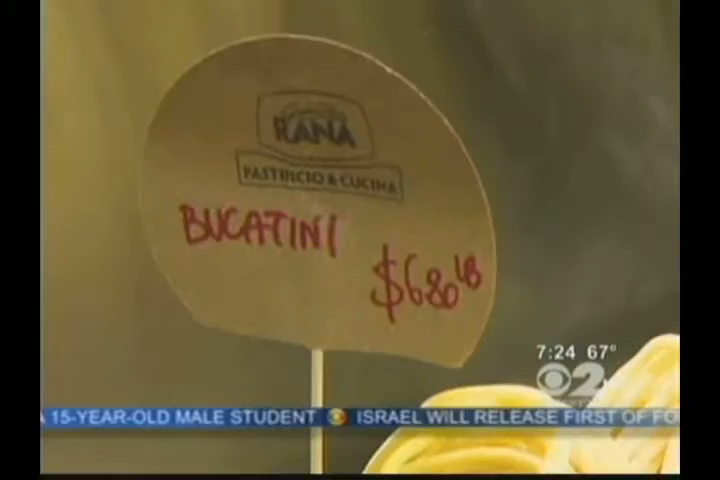 RANA
PASTIFICIO & CUCINA
BUCATINI
$6.80 LB
7:24 67°
2
A 15-YEAR-OLD MALE STUDENT ISRAEL WILL RELEASE FIRST OF FO